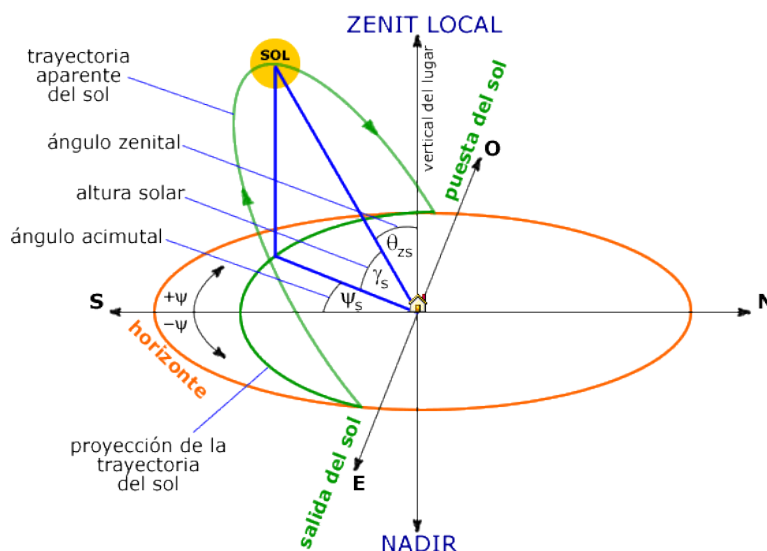 ZENIT LOCAL
trayectoria
aparente
del sol
SOL
vertical del lugar
puesta del sol
ángulo zenital
O
altura solar
ángulo acimutal
θzs
γs
ψs
S
+ψ
−ψ
N
horizonte
proyección de la
trayectoria
del sol
salida del sol
E
NADIR